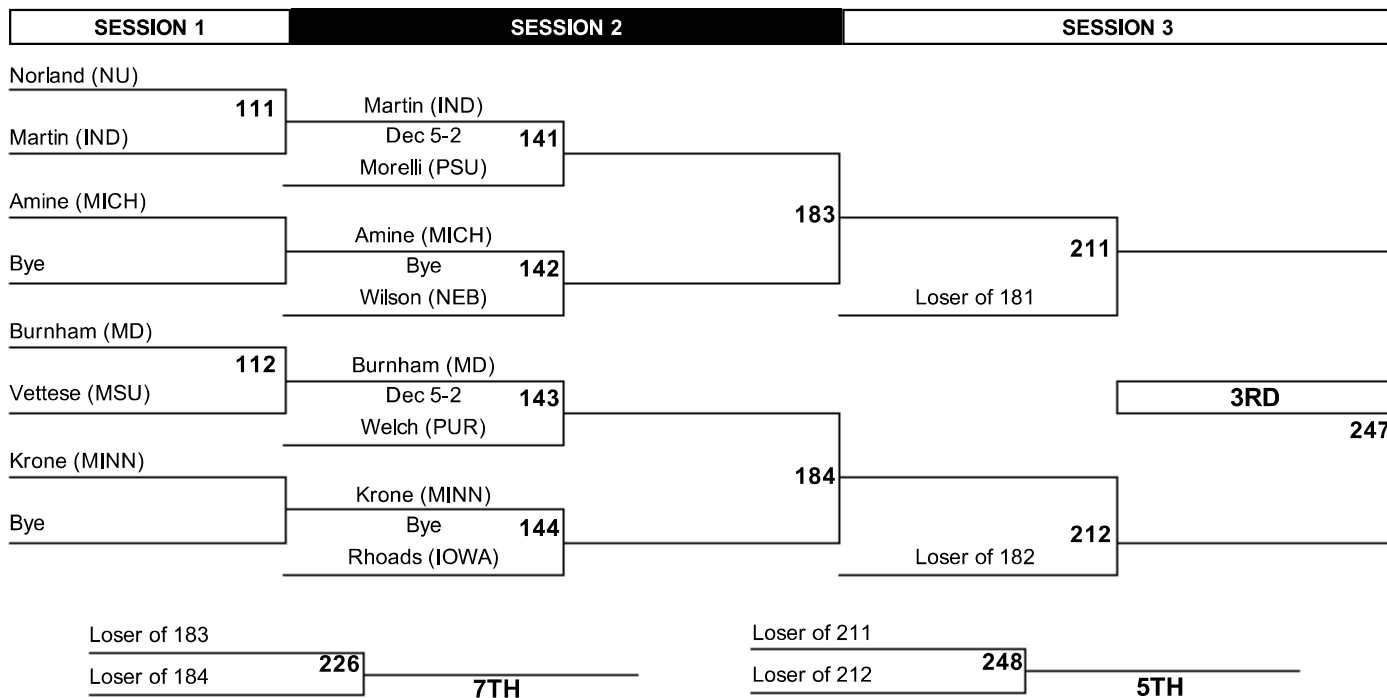 SESSION 1
SESSION 2
SESSION 3
Norland (NU)
111
Martin (IND)
Martin (IND)
Dec 5-2
141
Morelli (PSU)
Amine (MICH)
Bye
Amine (MICH)
Bye
142
Wilson (NEB)
183
211
Loser of 181
Burnham (MD)
112
Vettese (MSU)
Burnham (MD)
Dec 5-2
143
Welch (PUR)
Krone (MINN)
Bye
Krone (MINN)
Bye
144
Rhoads (IOWA)
184
212
Loser of 182
3RD
247
Loser of 183
226
Loser of 184
7TH
Loser of 211
248
Loser of 212
5TH